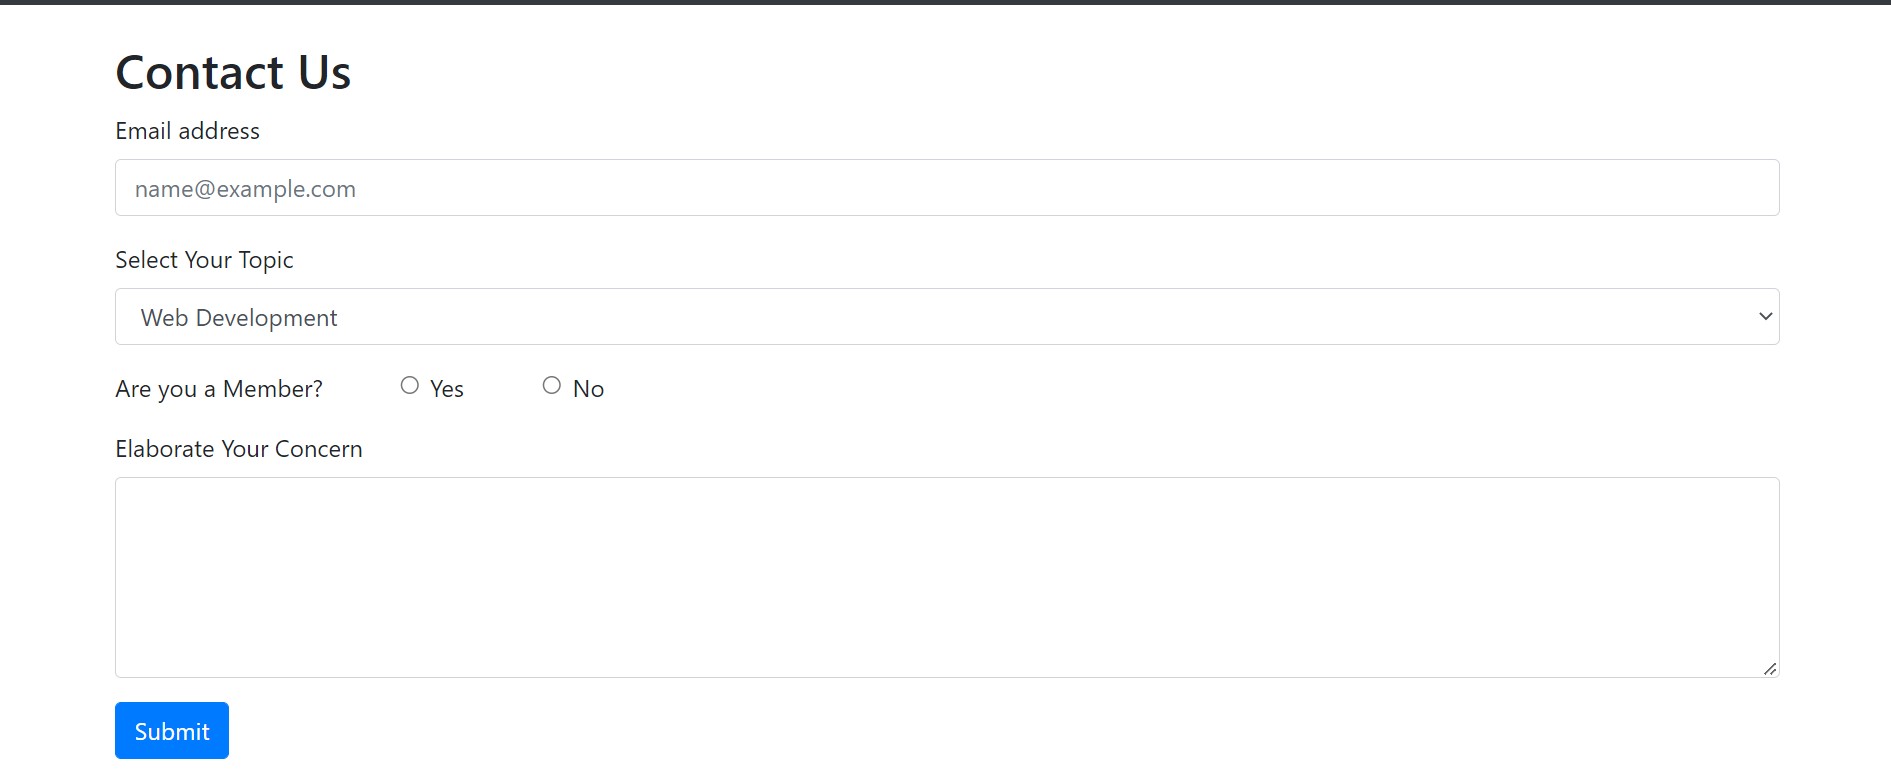 Contact Us
Email address
name@example.com
Select Your Topic
Web Development
Are you a Member? Yes No
Elaborate Your Concern
Submit